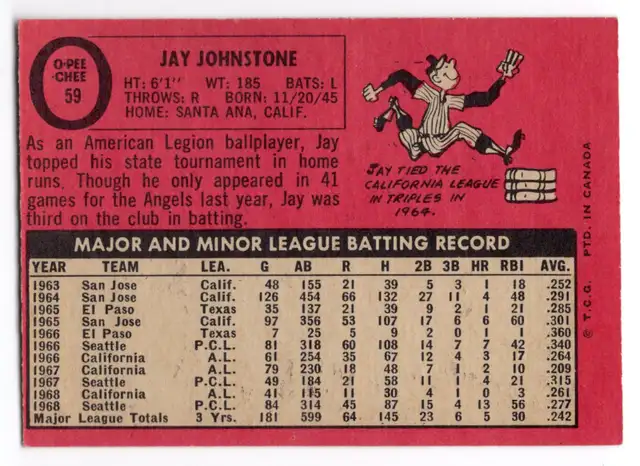 O-PEE
-CHEE
59
JAY JOHNSTONE
HT: 6'1" WT: 185 BATS: L
THROWS: R BORN: 11/20/45
HOME: SANTA ANA, CALIF.
As an American Legion ballplayer, Jay
topped his state tournament in home
runs. Though he only appeared in 41
games for the Angels last year, Jay was
third on the club in batting.
JAY TIED THE
CALIFORNIA LEAGUE
IN TRIPLES IN
1964.
MAJOR AND MINOR LEAGUE BATTING RECORD
YEAR TEAM LEA. G AB R H 2B 3B HR RBI AVG.
1963 San Jose Calif. 48 155 21 39 5 3 1 18 .252
1964 San Jose Calif. 126 454 66 132 27 11 4 48 .291
1965 El Paso Texas 35 137 21 39 9 2 1 21 .285
1965 San Jose Calif. 97 356 53 107 17 6 6 60 .301
1966 El Paso Texas 7 25 5 9 2 0 1 1 .360
1966 Seattle P.C.L. 81 318 60 108 14 7 7 42 .340
1966 California A.L. 61 254 35 67 12 4 3 17 .264
1967 California A.L. 79 230 18 48 7 1 2 10 .209
1967 Seattle P.C.L. 49 184 21 58 11 1 4 21 .315
1968 California A.L. 41 115 11 30 4 1 0 3 .261
1968 Seattle P.C.L. 84 314 45 87 15 4 13 56 .277
Major League Totals 3 Yrs. 181 599 64 145 23 6 5 30 .242
© T.C.G. PTD. IN CANADA